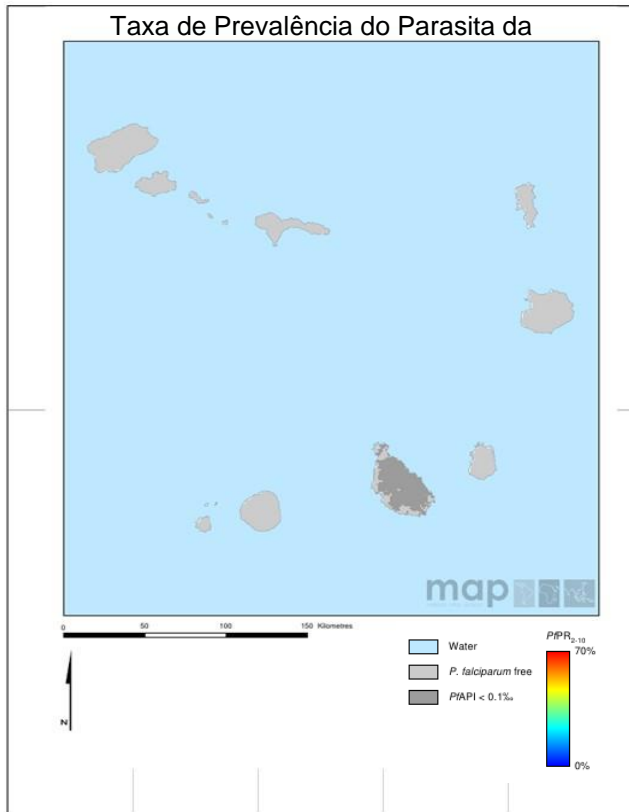 Taxa de Prevalência do Parasita da
map
0 50 100 150 Kilometres
Water
P. falciparum free
PfAPI < 0.1‰
PfPR2-10
70%
0%
N